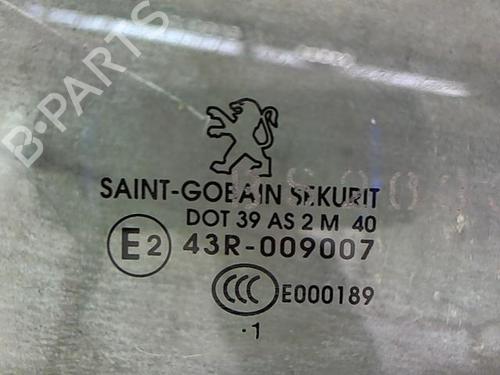 B-PARTS
SAINT-GOBAIN SEKURIT
DOT 39 AS 2 M 40
E2 43R-009007
CCC E000189
.1